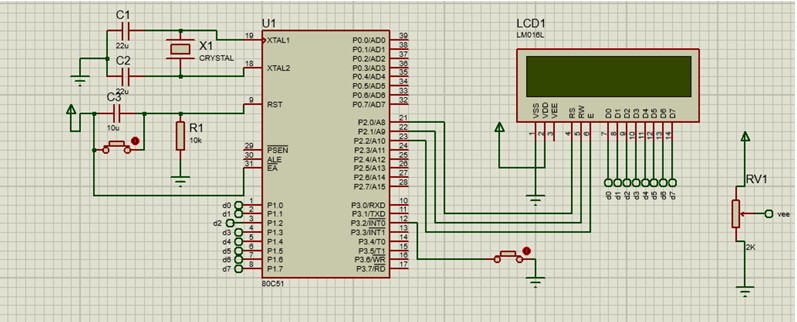 C1
22u
X1
CRYSTAL
C2
22u
C3
10u
R1
10k
U1
19 XTAL1
18 XTAL2
9 RST
29 PSEN
30 ALE
31 EA
d0 1 P1.0
d1 2 P1.1
d2 3 P1.2
d3 4 P1.3
d4 5 P1.4
d5 6 P1.5
d6 7 P1.6
d7 8 P1.7
P0.0/AD0 39
P0.1/AD1 38
P0.2/AD2 37
P0.3/AD3 36
P0.4/AD4 35
P0.5/AD5 34
P0.6/AD6 33
P0.7/AD7 32
P2.0/A8 21
P2.1/A9 22
P2.2/A10 23
P2.3/A11 24
P2.4/A12 25
P2.5/A13 26
P2.6/A14 27
P2.7/A15 28
P3.0/RXD 10
P3.1/TXD 11
P3.2/INT0 12
P3.3/INT1 13
P3.4/T0 14
P3.5/T1 15
P3.6/WR 16
P3.7/RD 17
80C51
LCD1
LM016L
VSS VDD VEE RS RW E D0 D1 D2 D3 D4 D5 D6 D7
1 2 3 4 5 6 7 8 9 10 11 12 13 14
d0 d1 d2 d3 d4 d5 d6 d7
RV1
vee
2K